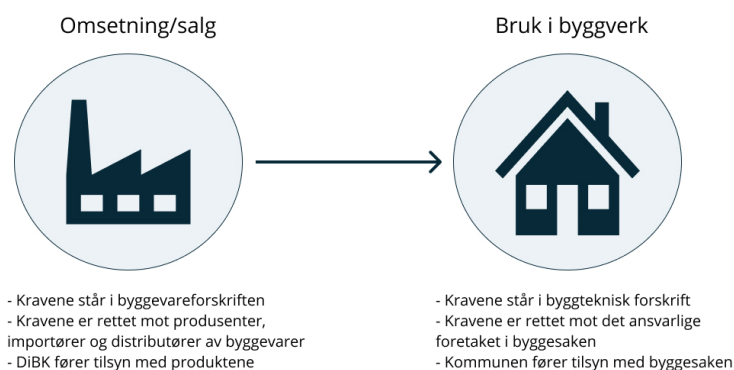 Omsetning/salg
- Kravene står i byggevareforskriften
- Kravene er rettet mot produsenter,
importører og distributører av byggevarer
- DiBK fører tilsyn med produktene
Bruk i byggverk
- Kravene står i byggteknisk forskrift
- Kravene er rettet mot det ansvarlige
foretaket i byggesaken
- Kommunen fører tilsyn med byggesaken